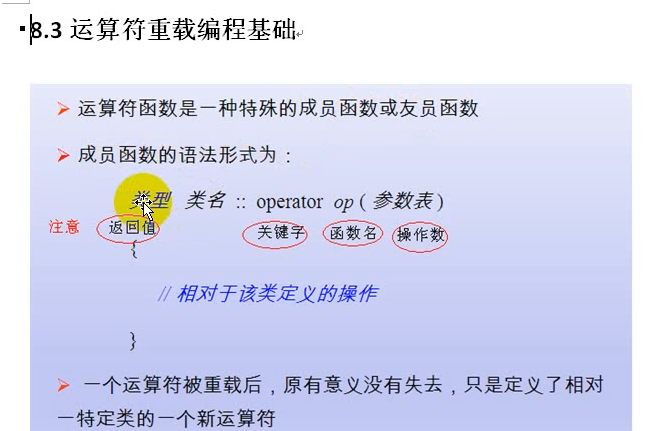 8.3 运算符重载编程基础
运算符函数是一种特殊的成员函数或友员函数
成员函数的语法形式为：
类型 类名 :: operator op ( 参数表 )
注意 返回值 关键字 函数名 操作数
{
// 相对于该类定义的操作
}
一个运算符被重载后，原有意义没有失去，只是定义了相对
一特定类的一个新运算符